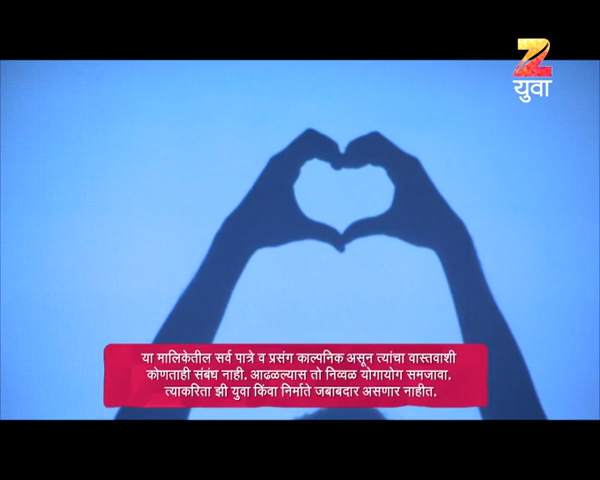 Z
युवा
या मालिकेतील सर्व पात्रे व प्रसंग काल्पनिक असून त्यांचा वास्तवाशी
कोणताही संबंध नाही. आढळल्यास तो निव्वळ योगायोग समजावा.
त्याकरिता झी युवा किंवा निर्माते जबाबदार असणार नाहीत.